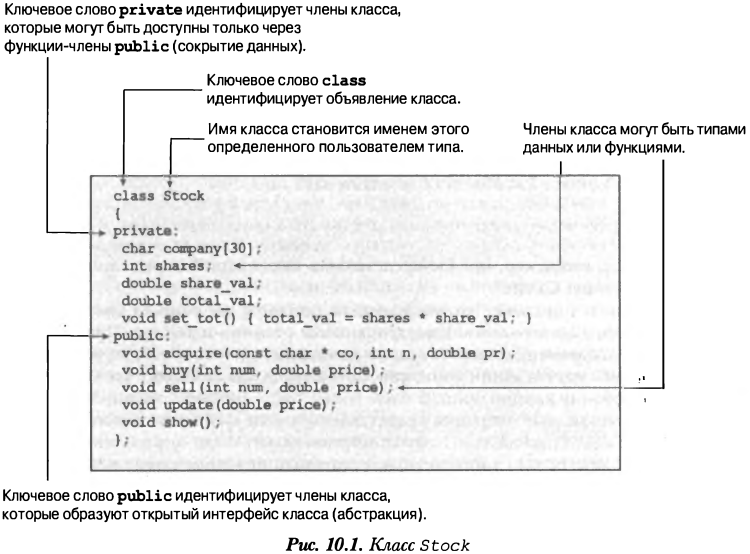 Ключевое слово private идентифицирует члены класса,
которые могут быть доступны только через
функции-члены public (сокрытие данных).
Ключевое слово class
идентифицирует объявление класса.
Имя класса становится именем этого
определенного пользователем типа.
Члены класса могут быть типами
данных или функциями.
class Stock
{
private:
char company[30];
int shares;
double share_val;
double total_val;
void set_tot() { total_val = shares * share_val; }
public:
void acquire(const char * co, int n, double pr);
void buy(int num, double price);
void sell(int num, double price);
void update(double price);
void show();
};
Ключевое слово public идентифицирует члены класса,
которые образуют открытый интерфейс класса (абстракция).
Рис. 10.1. Класс Stock